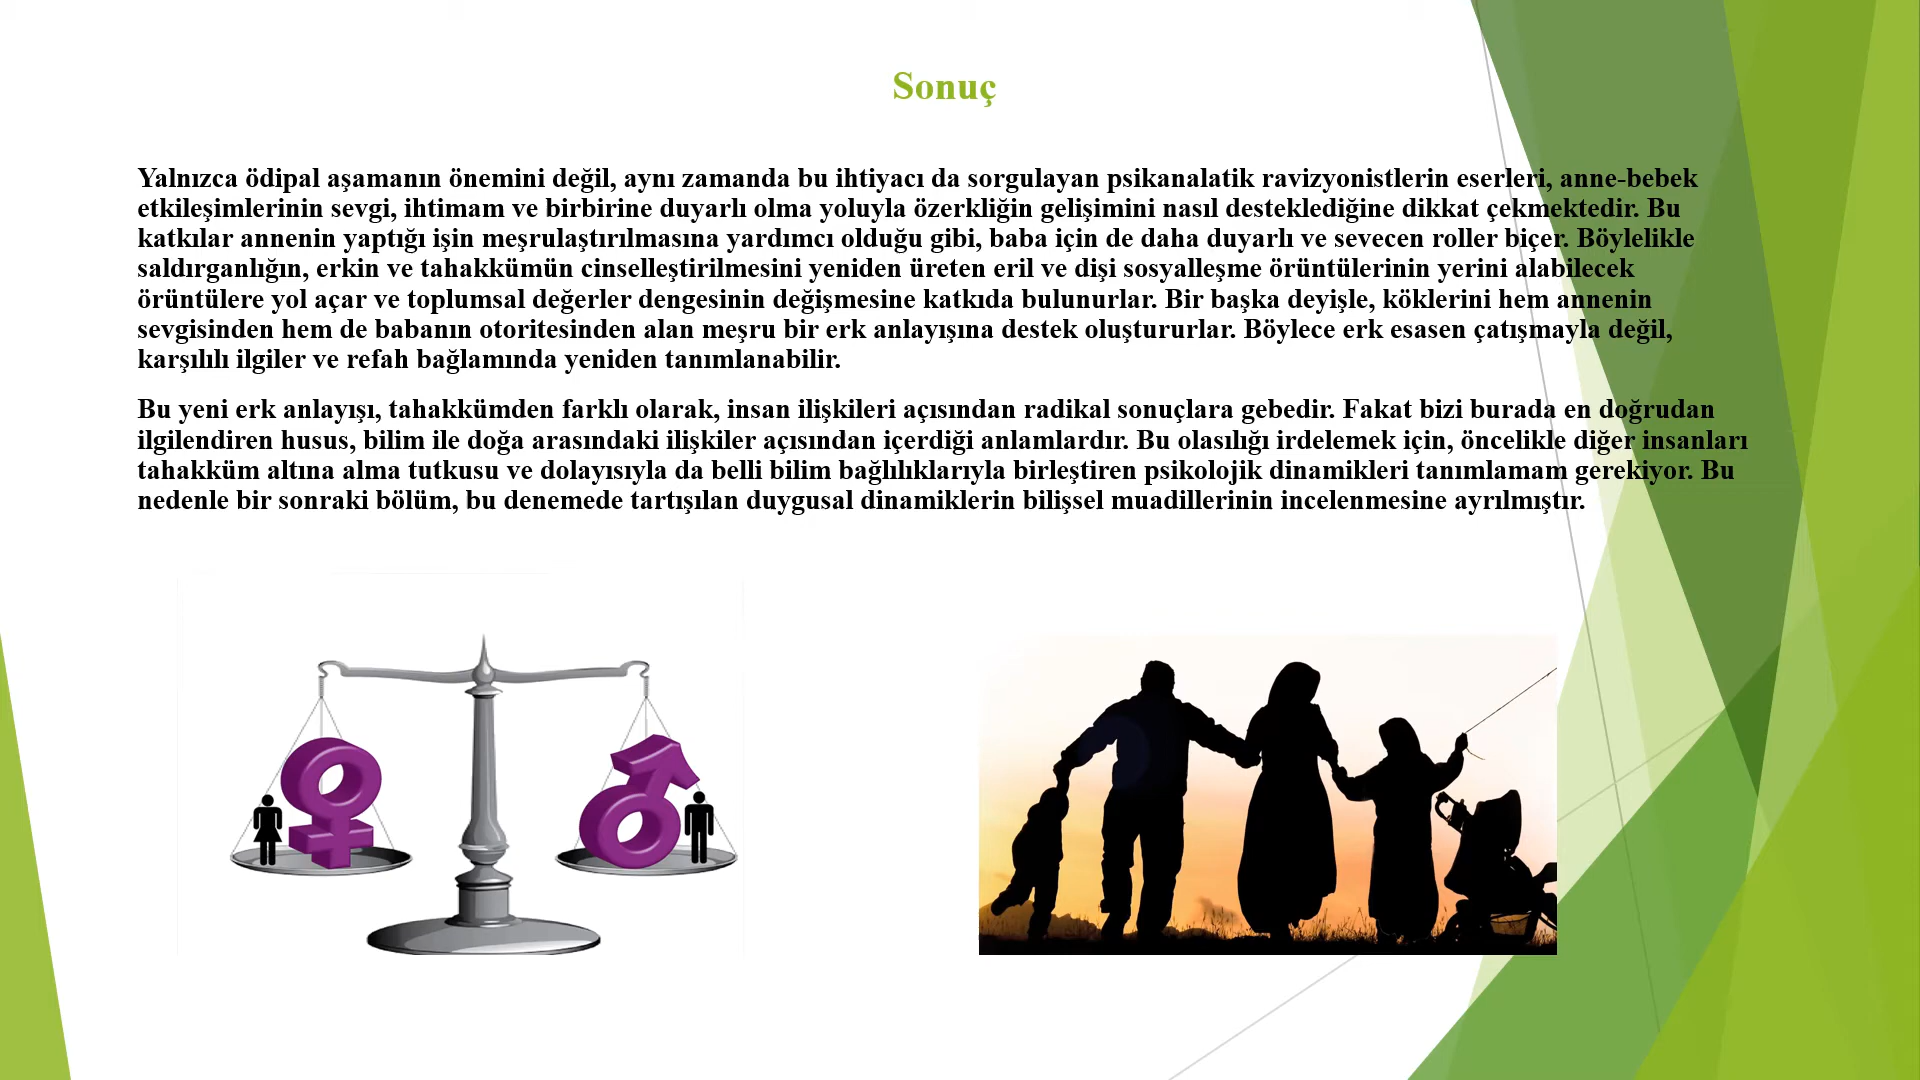 Sonuç
Yalnızca ödipal aşamanın önemini değil, aynı zamanda bu ihtiyacı da sorgulayan psikanalatik ravizyonistlerin eserleri, anne-bebek
etkileşimlerinin sevgi, ihtimam ve birbirine duyarlı olma yoluyla özerkliğin gelişimini nasıl desteklediğine dikkat çekmektedir. Bu
katkılar annenin yaptığı işin meşrulaştırılmasına yardımcı olduğu gibi, baba için de daha duyarlı ve sevecen roller biçer. Böylelikle
saldırganlığın, erkin ve tahakkümün cinselleştirilmesini yeniden üreten eril ve dişi sosyalleşme örüntülerinin yerini alabilecek
örüntülere yol açar ve toplumsal değerler dengesinin değişmesine katkıda bulunurlar. Bir başka deyişle, köklerini hem annenin
sevgisinden hem de babanın otoritesinden alan meşru bir erk anlayışına destek oluştururlar. Böylece erk esasen çatışmayla değil,
karşılılı ilgiler ve refah bağlamında yeniden tanımlanabilir.
Bu yeni erk anlayışı, tahakkümden farklı olarak, insan ilişkileri açısından radikal sonuçlara gebedir. Fakat bizi burada en doğrudan
ilgilendiren husus, bilim ile doğa arasındaki ilişkiler açısından içerdiği anlamlardır. Bu olasılığı irdelemek için, öncelikle diğer insanları
tahakküm altına alma tutkusu ve dolayısıyla da belli bilim bağlılıklarıyla birleştiren psikolojik dinamikleri tanımlamam gerekiyor. Bu
nedenle bir sonraki bölüm, bu denemede tartışılan duygusal dinamiklerin bilişsel muadillerinin incelenmesine ayrılmıştır.